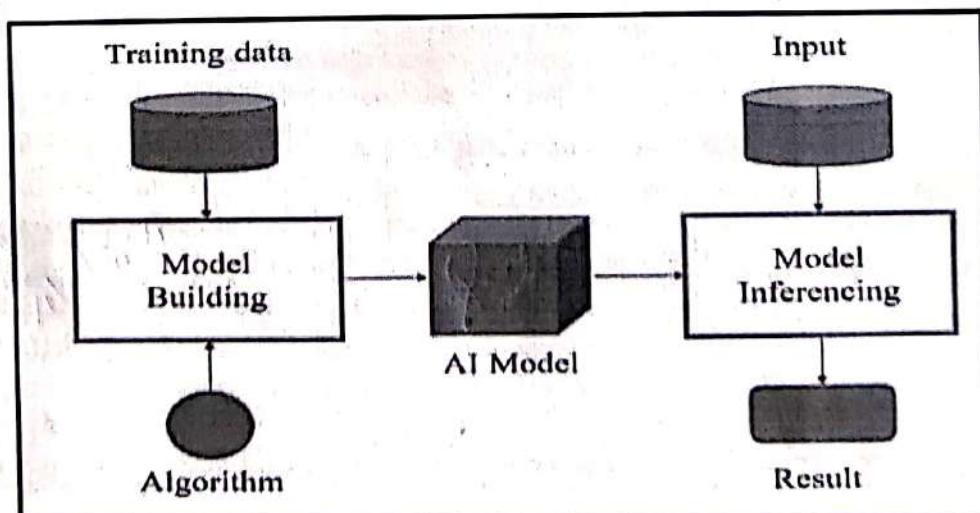 Training data
Input
Model
Building
Model
Inferencing
AI Model
Algorithm
Result